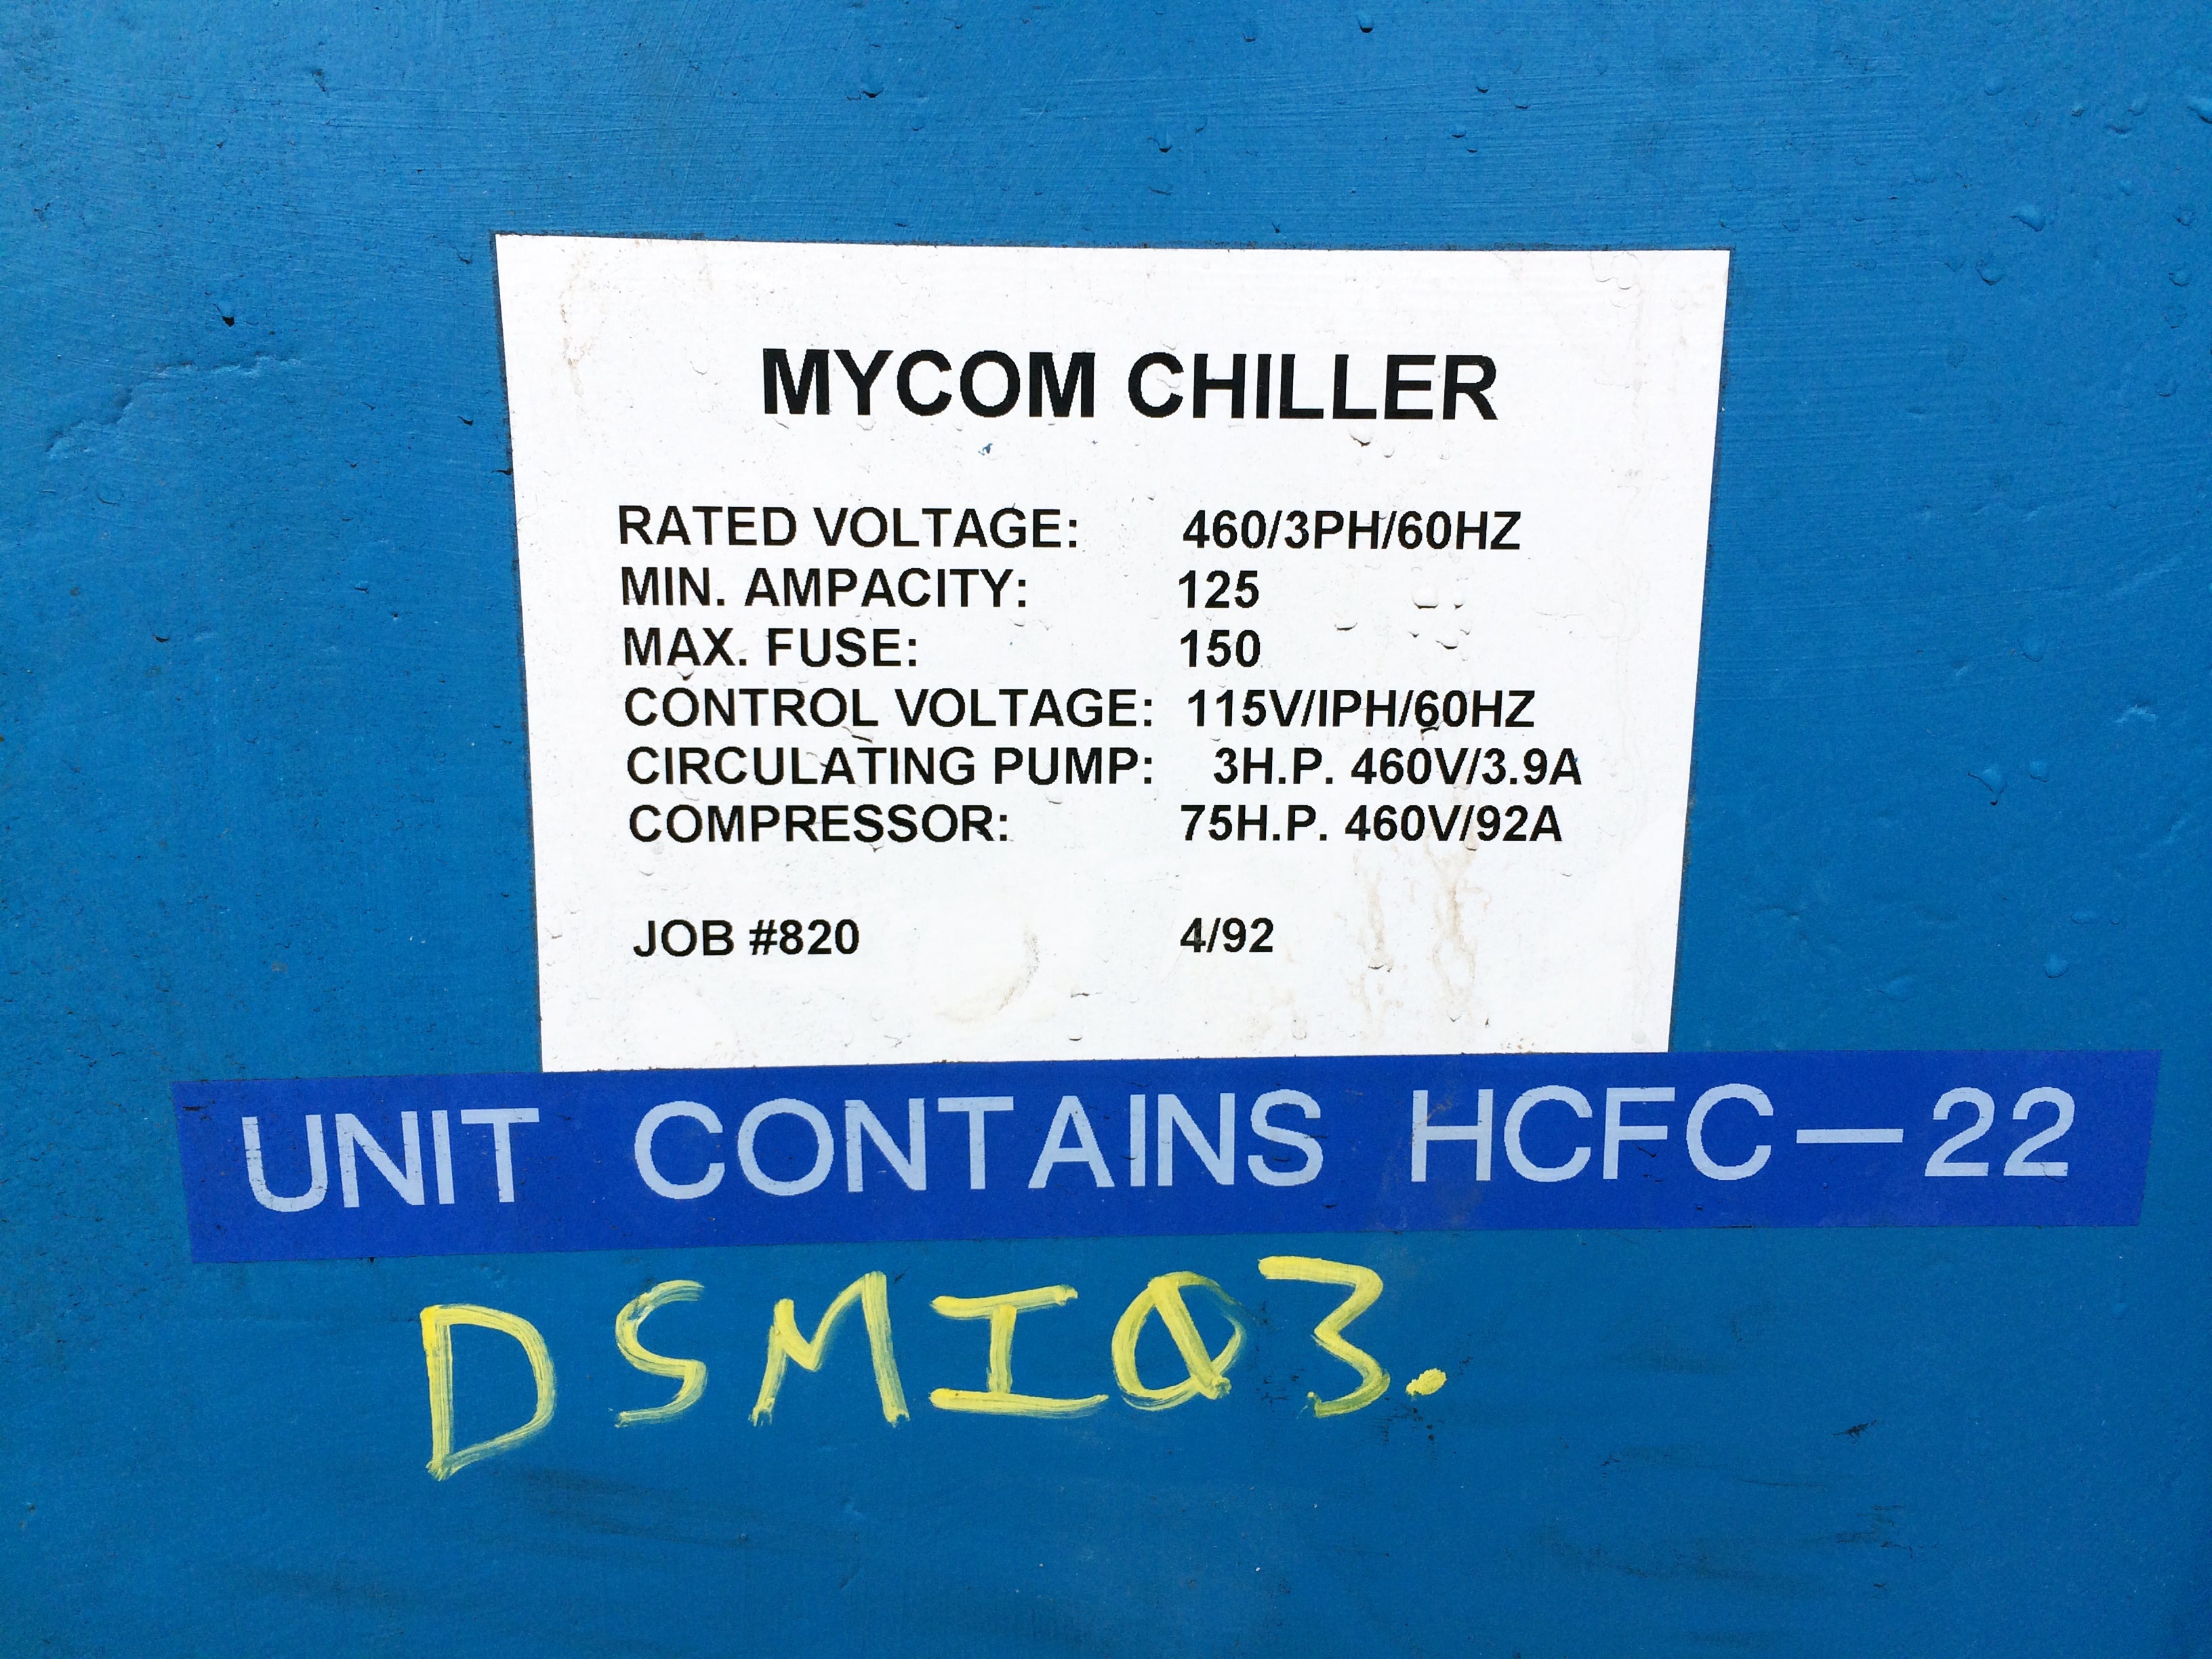 MYCOM CHILLER
RATED VOLTAGE: 460/3PH/60HZ
MIN. AMPACITY: 125
MAX. FUSE: 150
CONTROL VOLTAGE: 115V/IPH/60HZ
CIRCULATING PUMP: 3H.P. 460V/3.9A
COMPRESSOR: 75H.P. 460V/92A
JOB #820 4/92
UNIT CONTAINS HCFC-22
DSMIØ3.